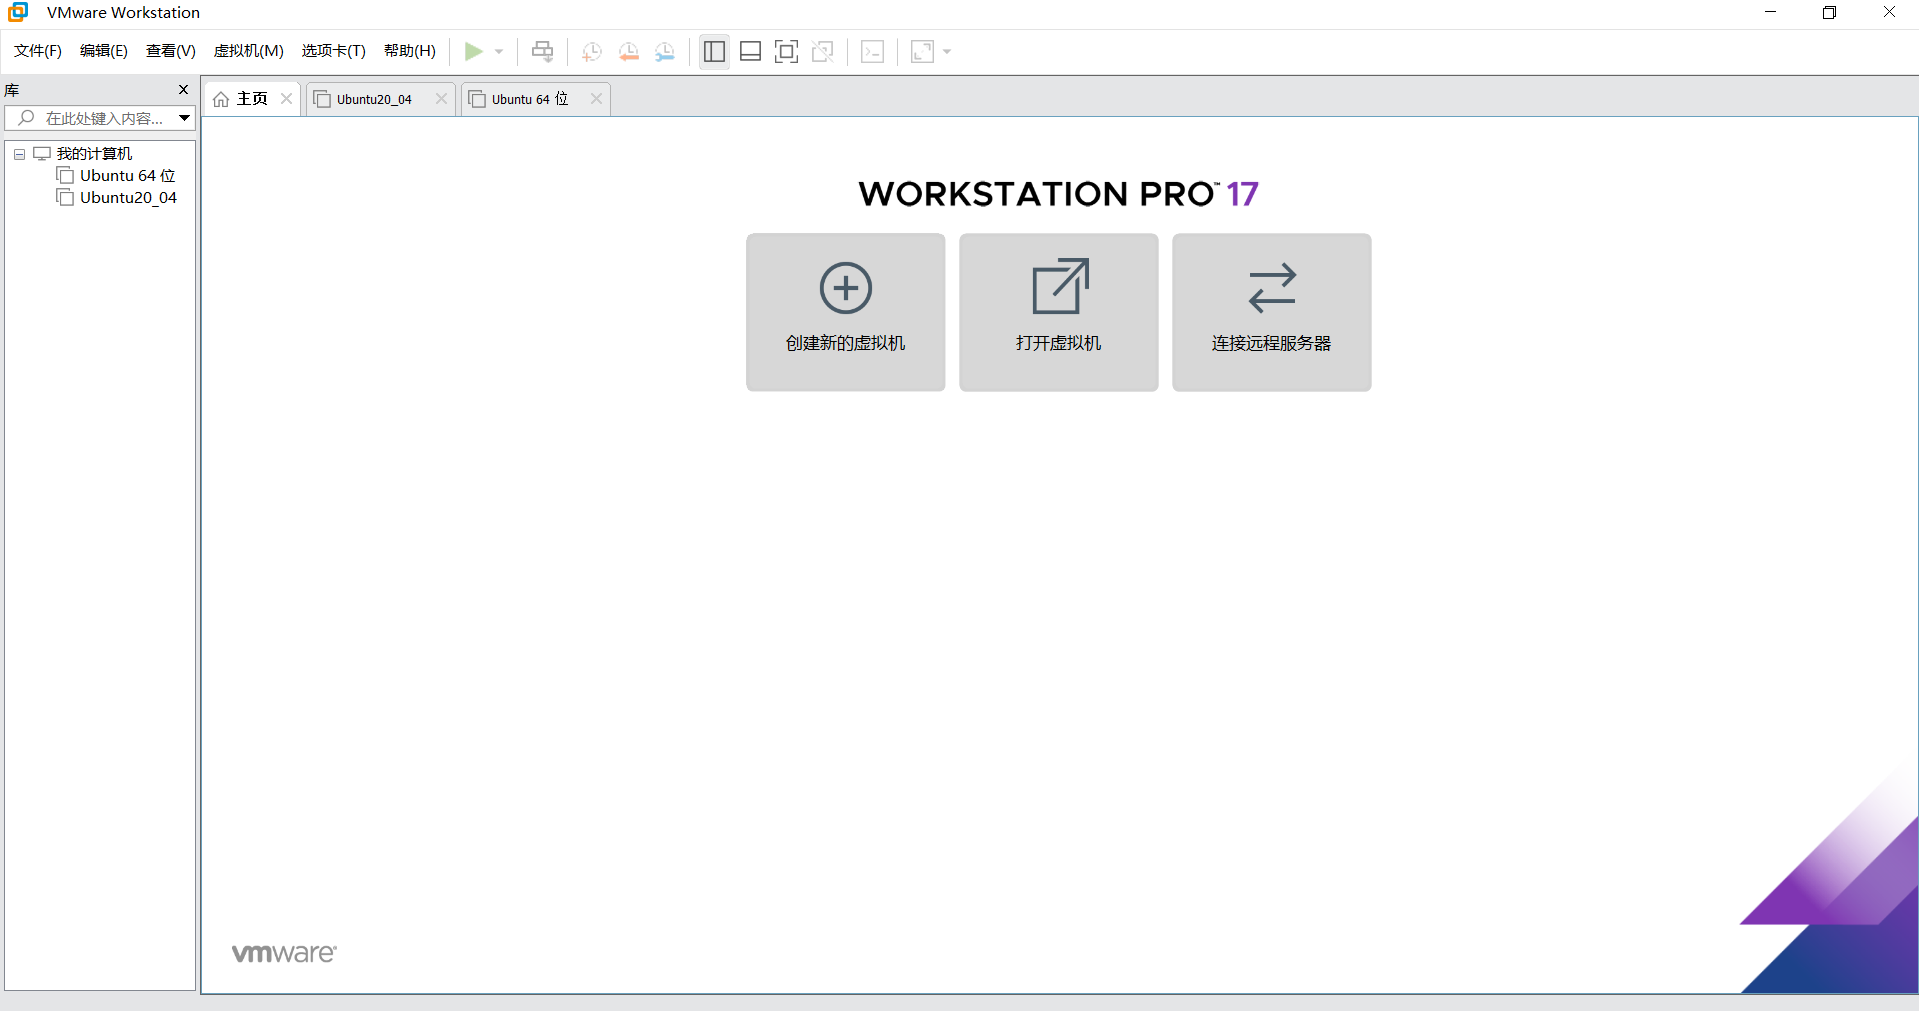 VMware Workstation
文件(F) 编辑(E) 查看(V) 虚拟机(M) 选项卡(T) 帮助(H)
库
在此处键入内容...
我的计算机
Ubuntu 64 位
Ubuntu20_04
主页 Ubuntu20_04 Ubuntu 64 位
WORKSTATION PRO™ 17
创建新的虚拟机 打开虚拟机 连接远程服务器
vmware®